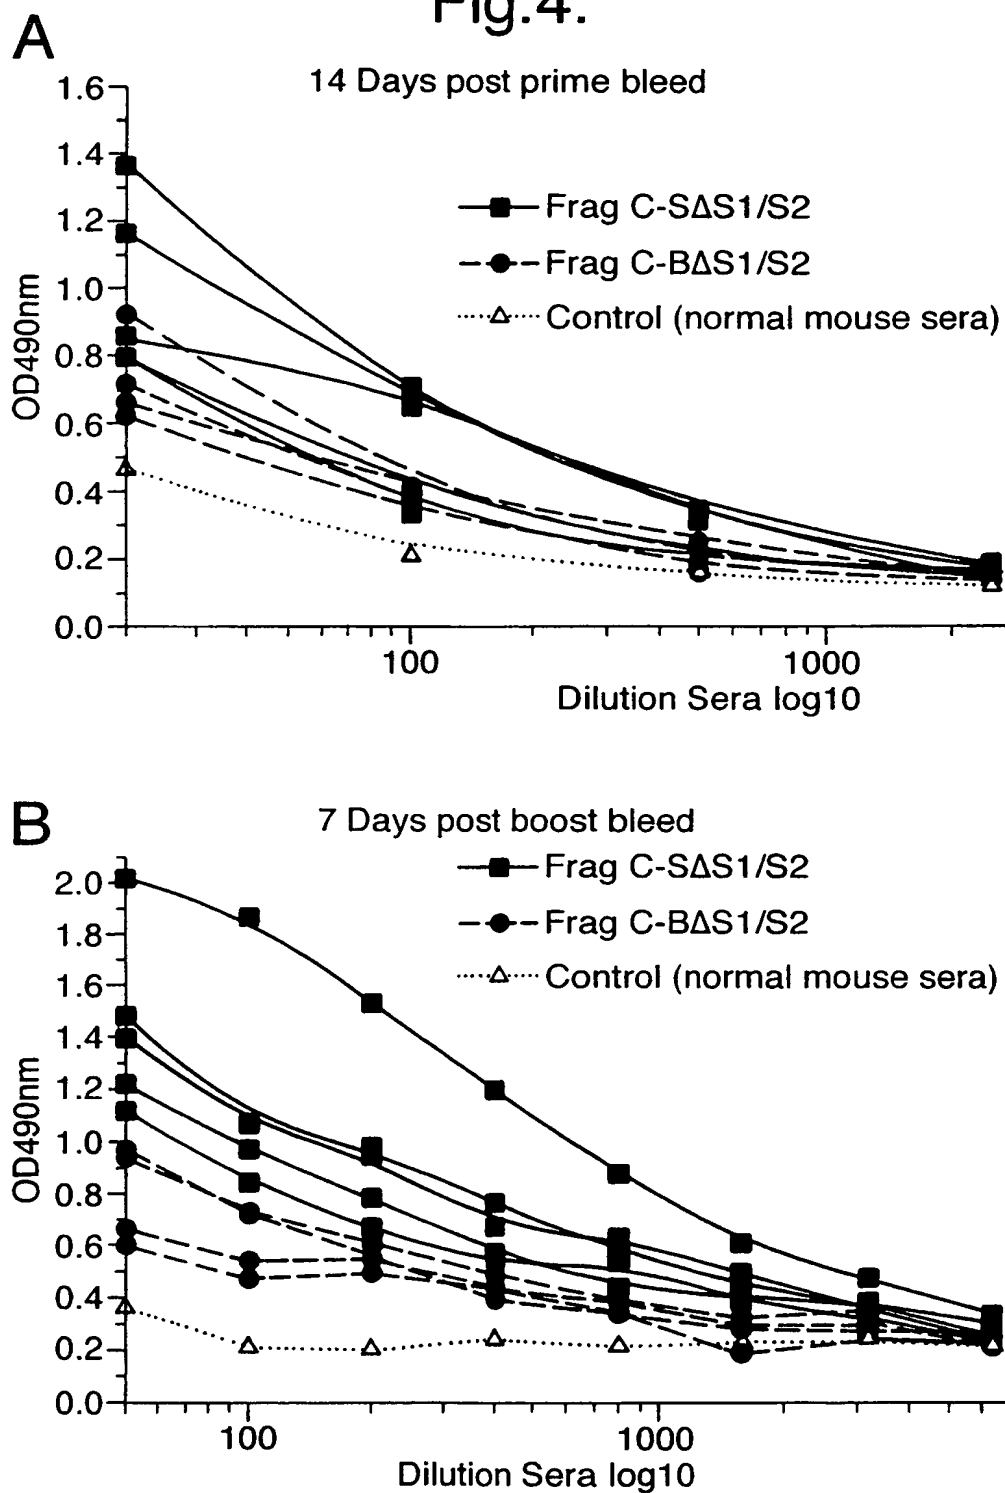 Fig.4.
A
14 Days post prime bleed
1.6
1.4
1.2
1.0
0.8
0.6
0.4
0.2
0.0
OD490nm
Frag C-SΔS1/S2
Frag C-BΔS1/S2
Control (normal mouse sera)
100
1000
Dilution Sera log10
B
7 Days post boost bleed
2.0
1.8
1.6
1.4
1.2
1.0
0.8
0.6
0.4
0.2
0.0
OD490nm
Frag C-SΔS1/S2
Frag C-BΔS1/S2
Control (normal mouse sera)
100
1000
Dilution Sera log10